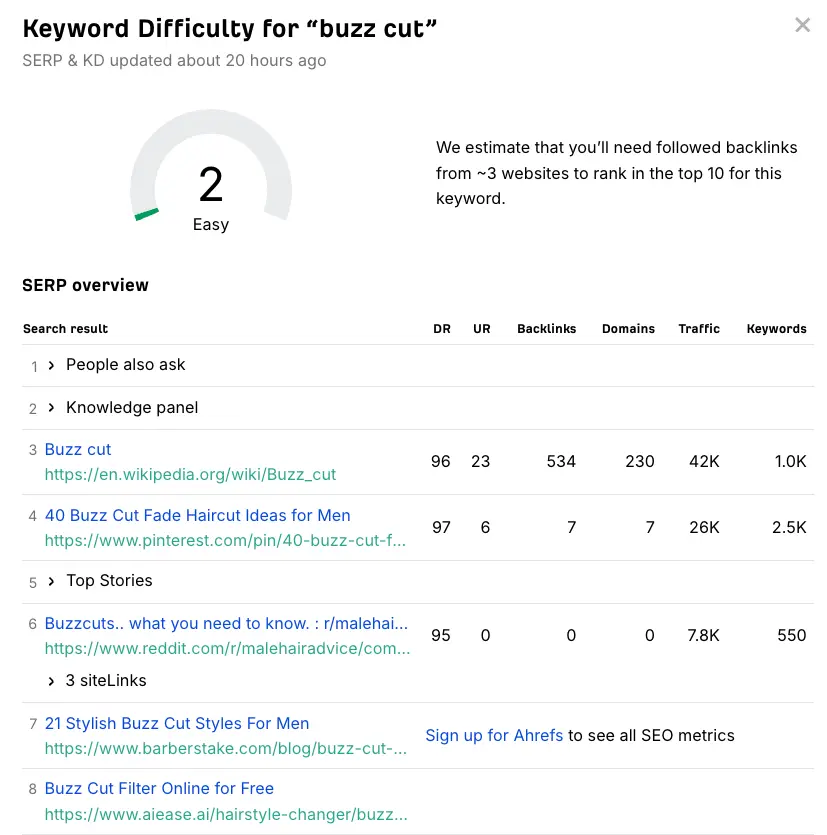 Keyword Difficulty for “buzz cut”
SERP & KD updated about 20 hours ago
2
Easy
We estimate that you’ll need followed backlinks
from ~3 websites to rank in the top 10 for this
keyword.
SERP overview
Search result DR UR Backlinks Domains Traffic Keywords
1 People also ask
2 Knowledge panel
3 Buzz cut
https://en.wikipedia.org/wiki/Buzz_cut
96 23 534 230 42K 1.0K
4 40 Buzz Cut Fade Haircut Ideas for Men
https://www.pinterest.com/pin/40-buzz-cut-f...
97 6 7 7 26K 2.5K
5 Top Stories
6 Buzzcuts.. what you need to know. : r/malehai...
https://www.reddit.com/r/malehairadvice/com...
95 0 0 0 7.8K 550
3 siteLinks
7 21 Stylish Buzz Cut Styles For Men
https://www.barberstake.com/blog/buzz-cut-...
Sign up for Ahrefs to see all SEO metrics
8 Buzz Cut Filter Online for Free
https://www.aiease.ai/hairstyle-changer/buzz...